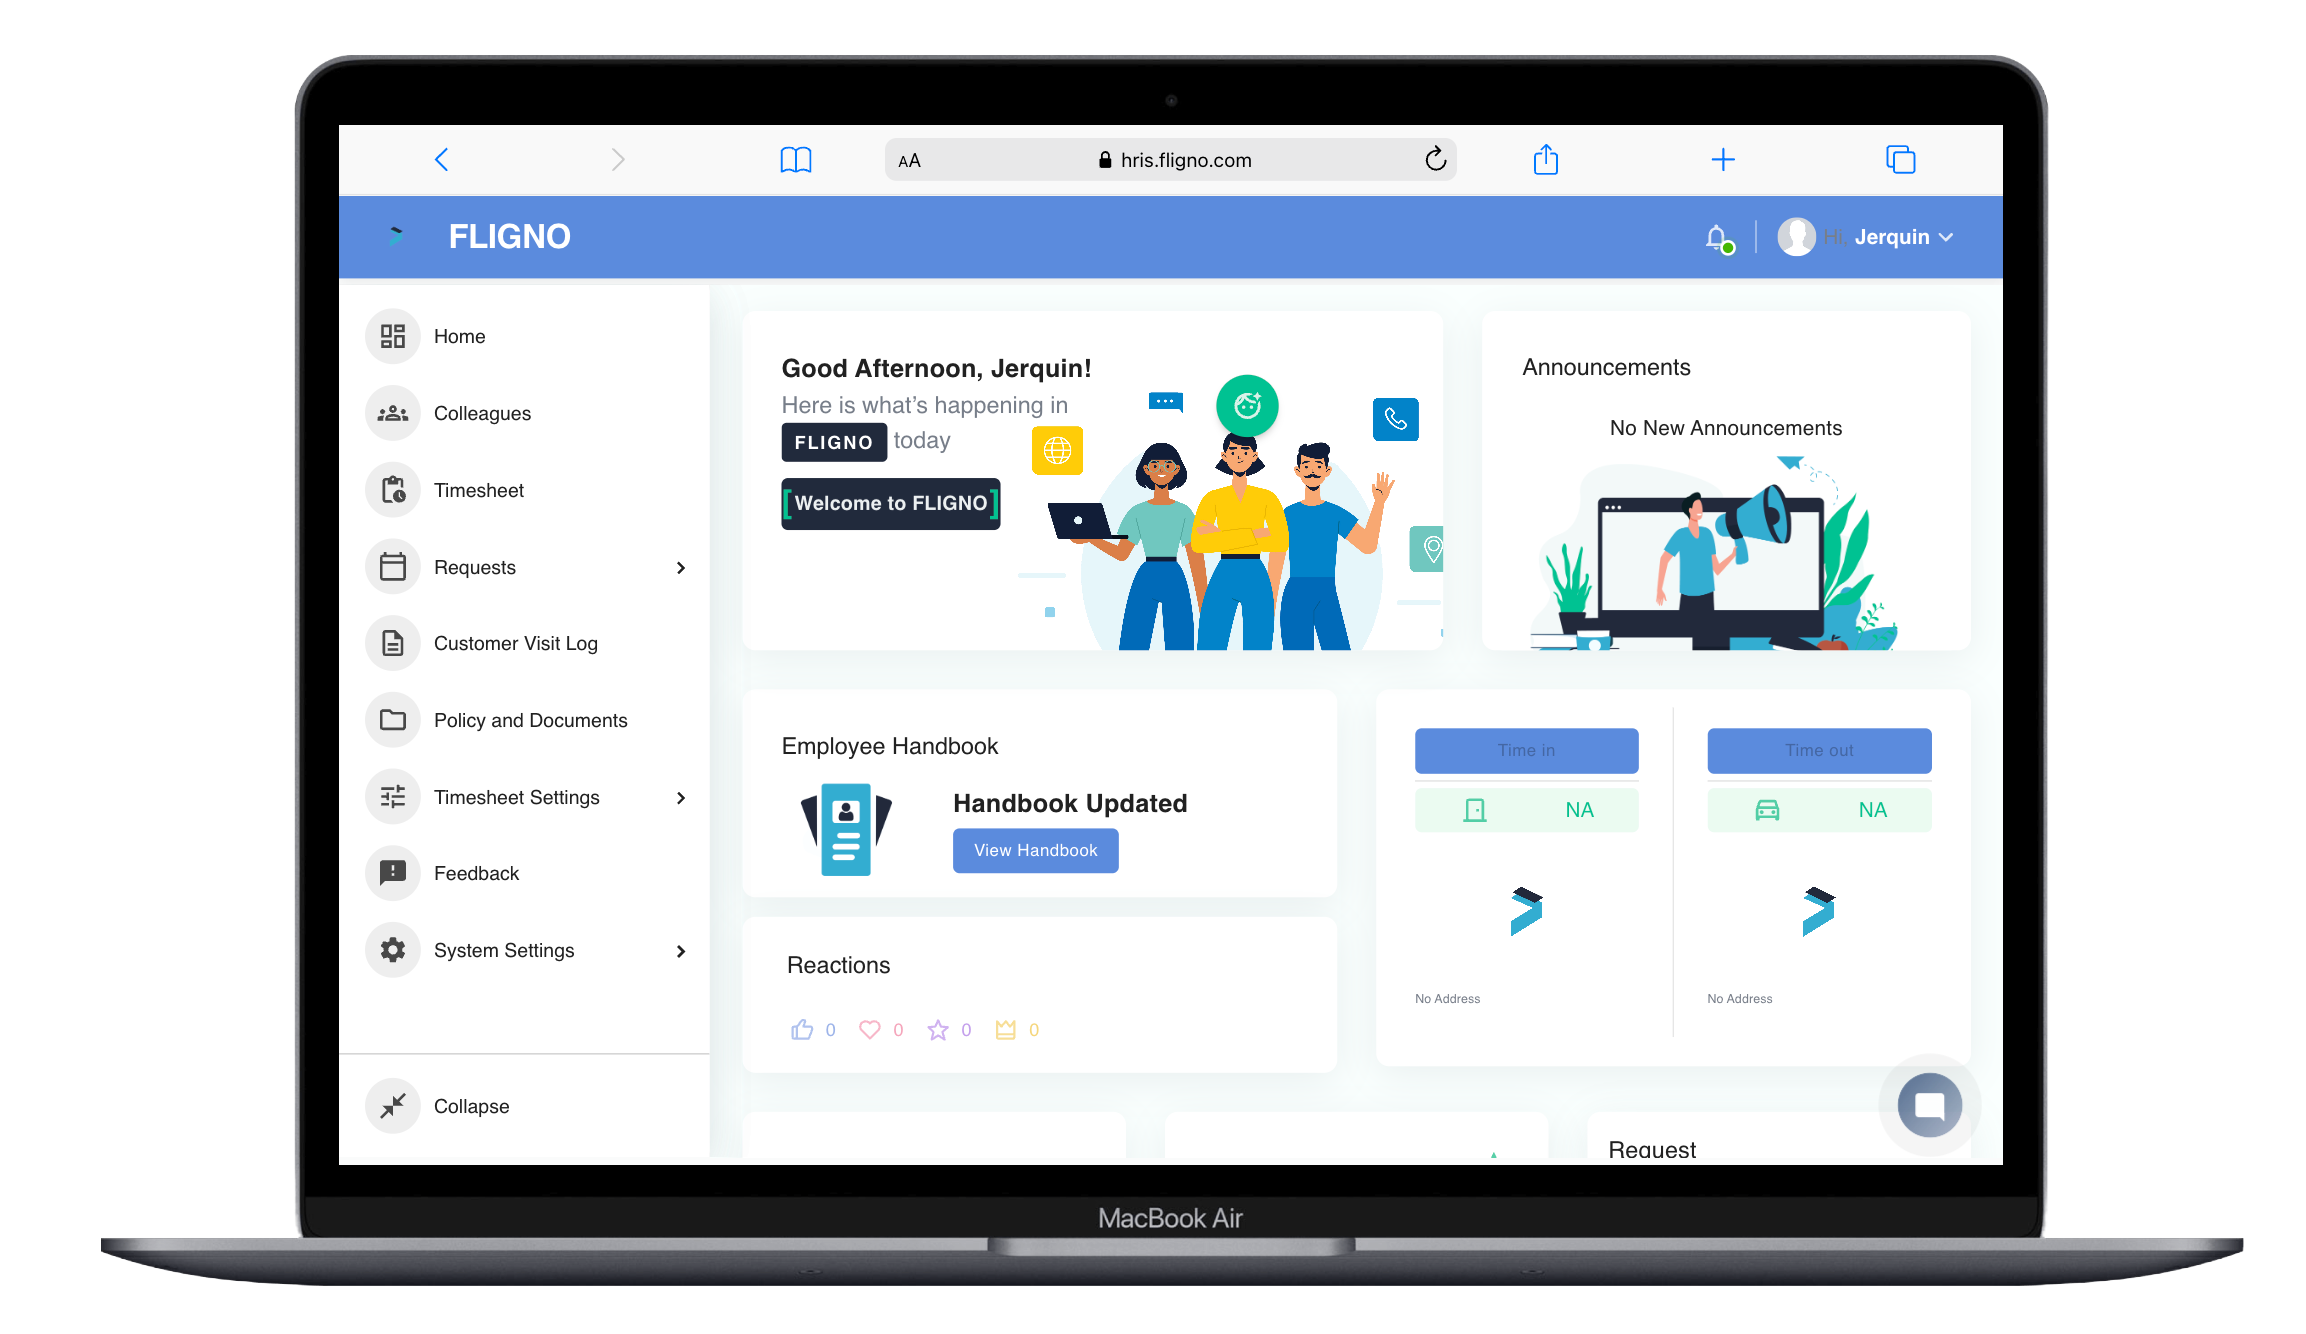 AA
hris.fligno.com
FLIGNO
Hi, Jerquin
Home
Colleagues
Timesheet
Requests
Customer Visit Log
Policy and Documents
Timesheet Settings
Feedback
System Settings
Collapse
Good Afternoon, Jerquin!
Here is what’s happening in
FLIGNO today
[Welcome to FLIGNO]
Announcements
No New Announcements
Employee Handbook
Handbook Updated
View Handbook
Time in
NA
No Address
Time out
NA
No Address
Reactions
0 0 0 0
Request
MacBook Air